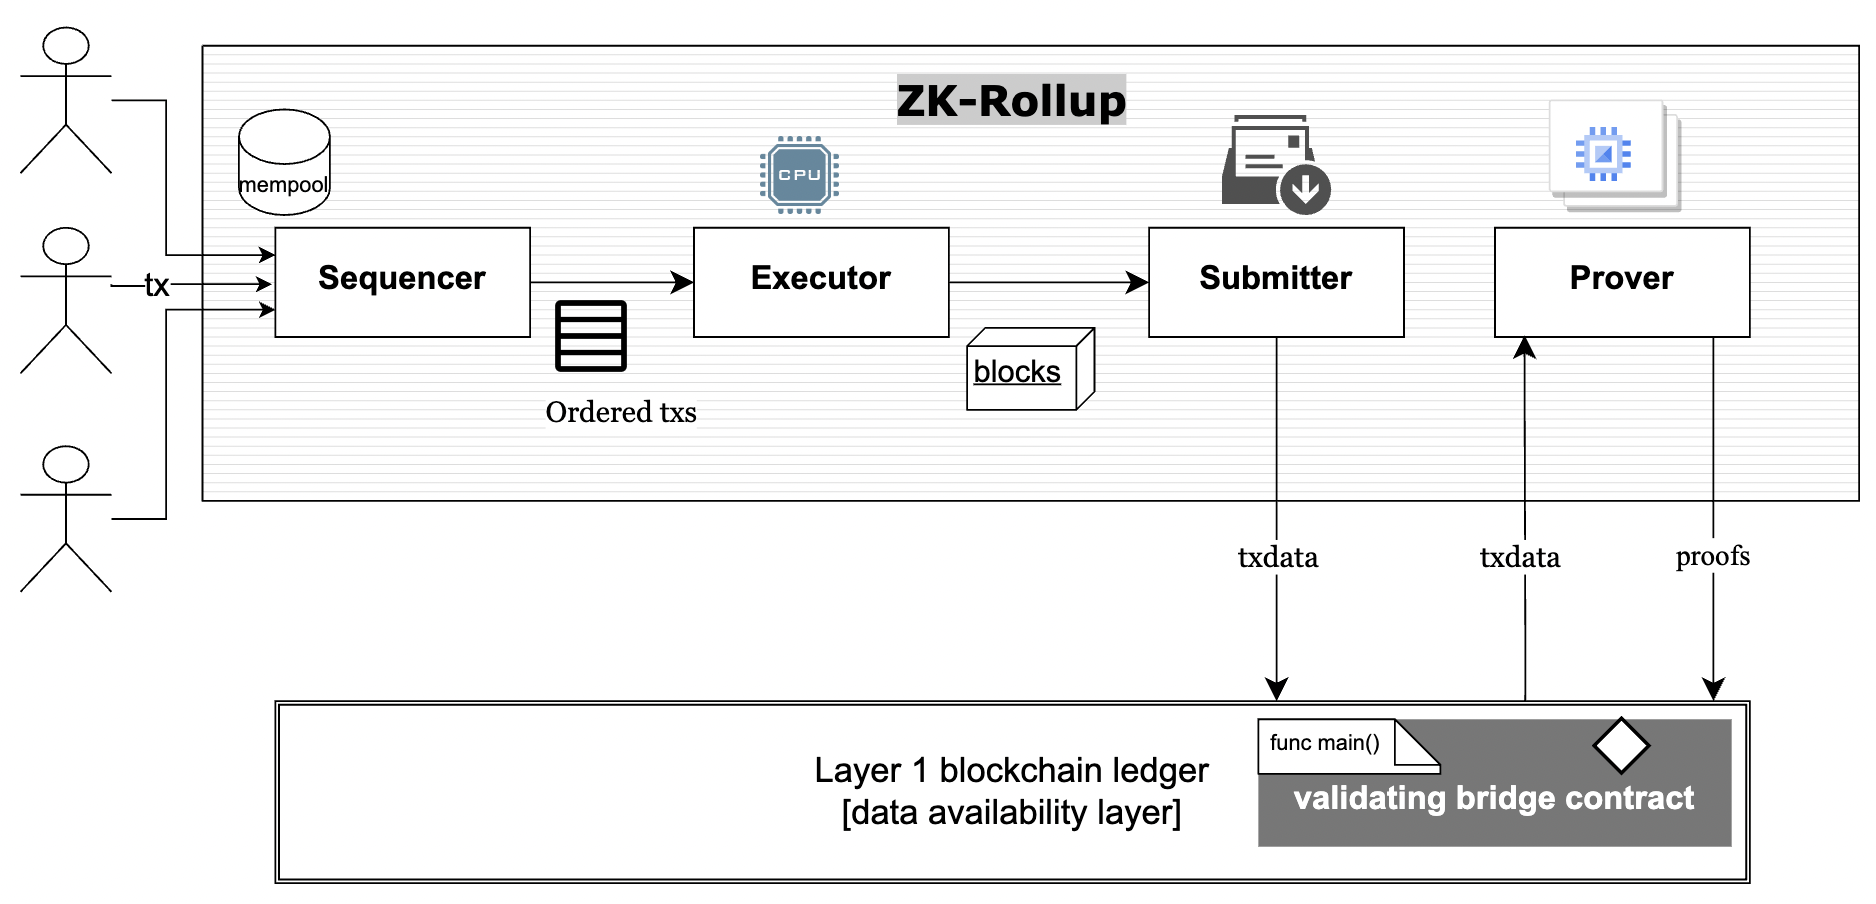 ZK-Rollup
mempool
CPU
tx
Sequencer
Executor
Submitter
Prover
Ordered txs
blocks
txdata
txdata
proofs
Layer 1 blockchain ledger
[data availability layer]
func main()
validating bridge contract